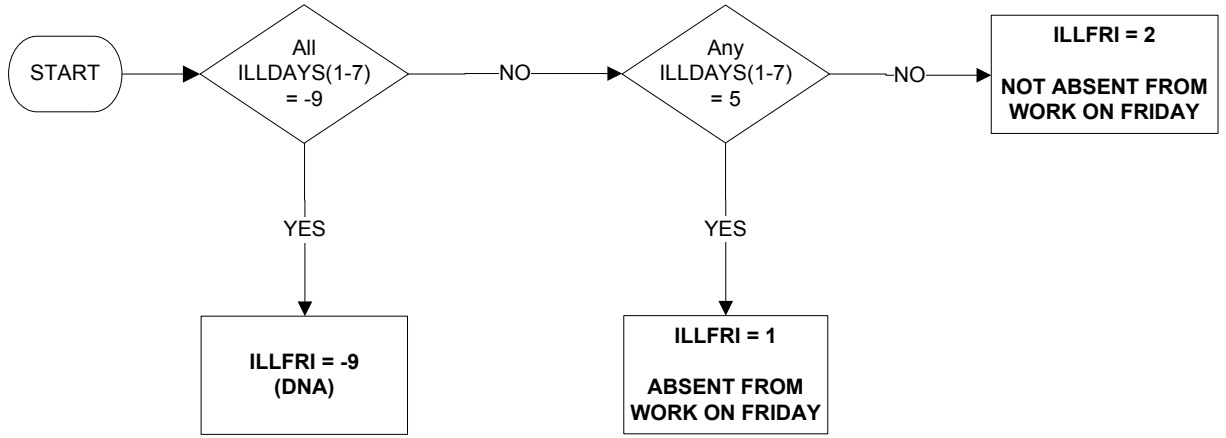 START
All
ILLDAYS(1-7)
= -9
NO
Any
ILLDAYS(1-7)
= 5
NO
ILLFRI = 2
NOT ABSENT FROM
WORK ON FRIDAY
YES
YES
ILLFRI = -9
(DNA)
ILLFRI = 1
ABSENT FROM
WORK ON FRIDAY